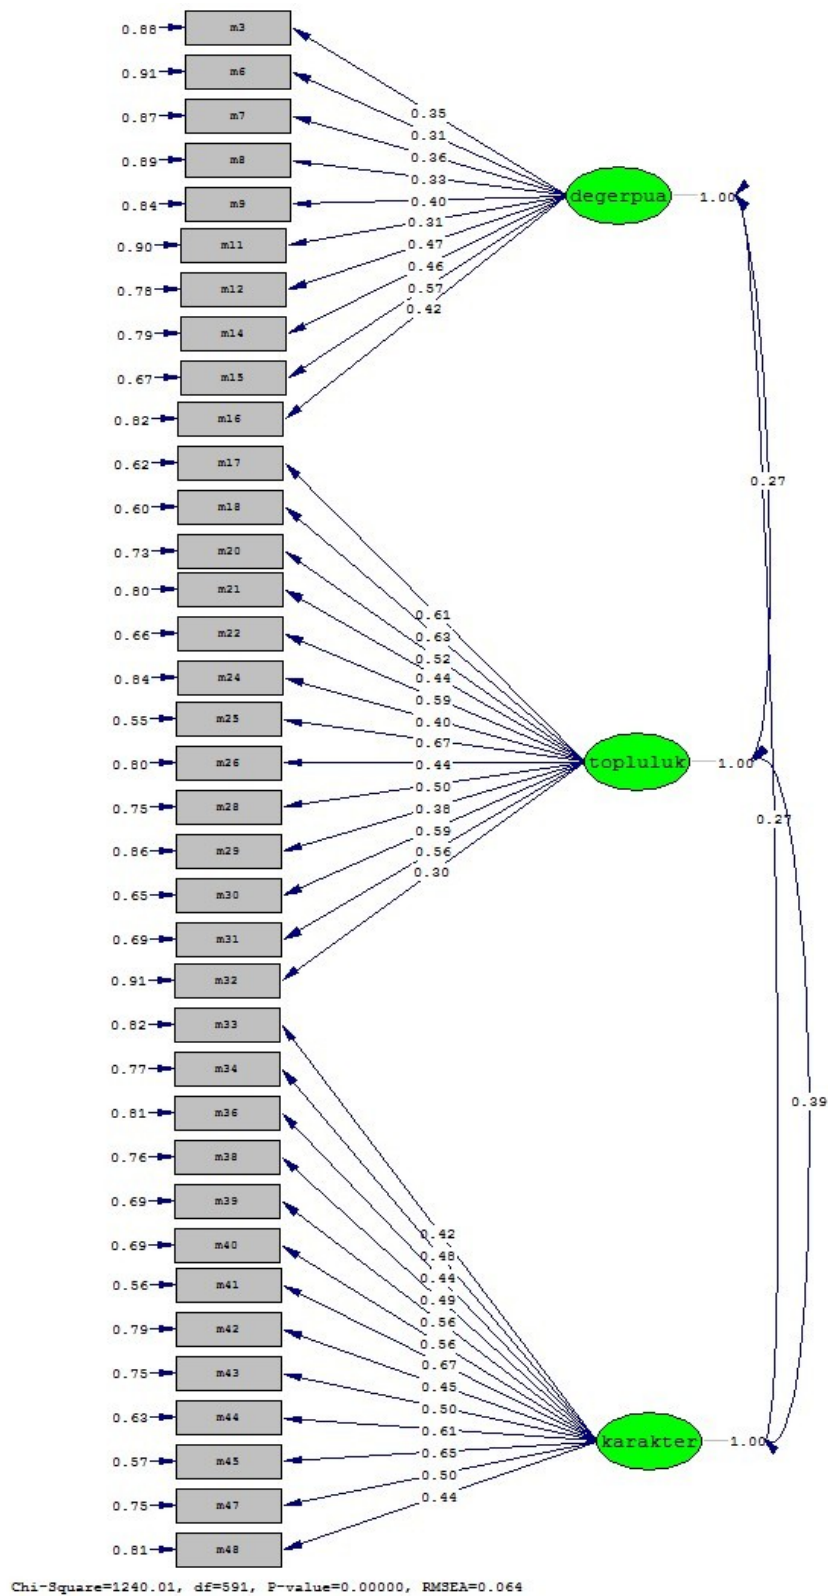 0.88 m3
0.91 m6
0.87 m7
0.89 m8
0.84 m9
0.90 m11
0.78 m12
0.79 m14
0.67 m15
0.82 m16
0.62 m17
0.60 m18
0.73 m20
0.80 m21
0.66 m22
0.84 m24
0.55 m25
0.80 m26
0.75 m28
0.86 m29
0.65 m30
0.69 m31
0.91 m32
0.82 m33
0.77 m34
0.81 m36
0.76 m38
0.69 m39
0.69 m40
0.56 m41
0.79 m42
0.75 m43
0.63 m44
0.57 m45
0.75 m47
0.81 m48
0.35
0.31
0.36
0.33
0.40
0.31
0.47
0.46
0.57
0.42
degerpua 1.00
0.61
0.63
0.52
0.44
0.59
0.40
0.67
0.44
0.50
0.38
0.59
0.56
0.30
topluluk 1.00
0.42
0.48
0.44
0.49
0.56
0.56
0.67
0.45
0.50
0.61
0.65
0.50
0.44
karakter 1.00
0.27
0.27
0.39
Chi-Square=1240.01, df=591, P-value=0.00000, RMSEA=0.064